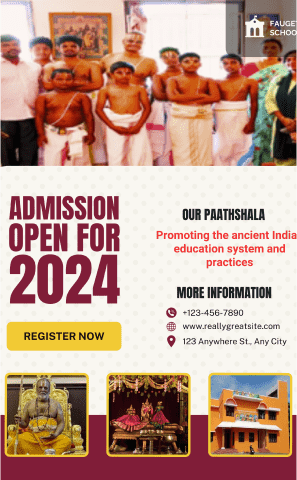 FAUGE
SCHOO
ADMISSION
OPEN FOR
2024
REGISTER NOW
OUR PAATHSHALA
Promoting the ancient India
education system and
practices
MORE INFORMATION
+123-456-7890
www.reallygreatsite.com
123 Anywhere St., Any City